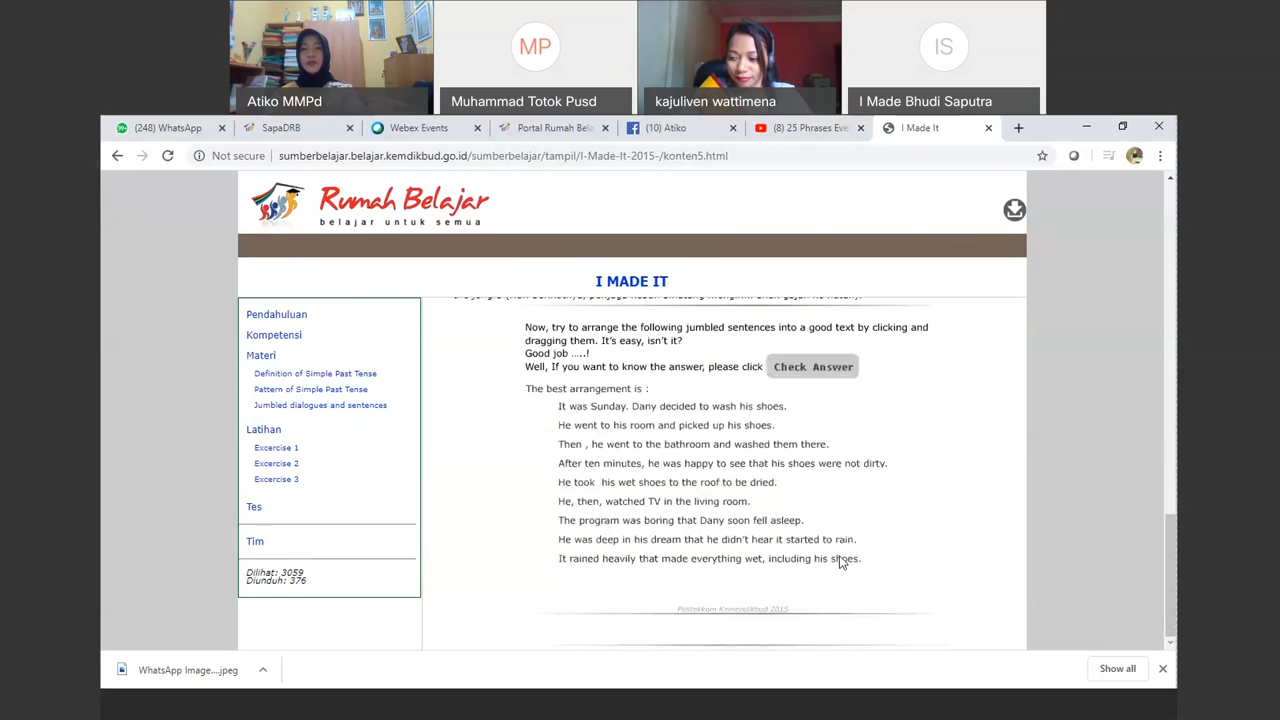 MP
IS
Atiko MMPd
Muhammad Totok Pusd
kajuliven wattimena
I Made Bhudi Saputra
(248) WhatsApp
SapaDRB
Webex Events
Portal Rumah Bela
(10) Atiko
(8) 25 Phrases Eve
I Made It
Not secure
sumberbelajar.belajar.kemdikbud.go.id/sumberbelajar/tampil/I-Made-It-2015-/konten5.html
Rumah Belajar
belajar untuk semua
I MADE IT
Pendahuluan
Kompetensi
Materi
Definition of Simple Past Tense
Pattern of Simple Past Tense
Jumbled dialogues and sentences
Latihan
Excercise 1
Excercise 2
Excercise 3
Tes
Tim
Dilihat: 3059
Diunduh: 376
Now, try to arrange the following jumbled sentences into a good text by clicking and
dragging them. It's easy, isn't it?
Good job .....!
Well, If you want to know the answer, please click Check Answer
The best arrangement is :
It was Sunday. Dany decided to wash his shoes.
He went to his room and picked up his shoes.
Then , he went to the bathroom and washed them there.
After ten minutes, he was happy to see that his shoes were not dirty.
He took his wet shoes to the roof to be dried.
He, then, watched TV in the living room.
The program was boring that Dany soon fell asleep.
He was deep in his dream that he didn't hear it started to rain.
It rained heavily that made everything wet, including his shoes.
Pustekkom Kemendikbud 2015
WhatsApp Image....jpeg
Show all